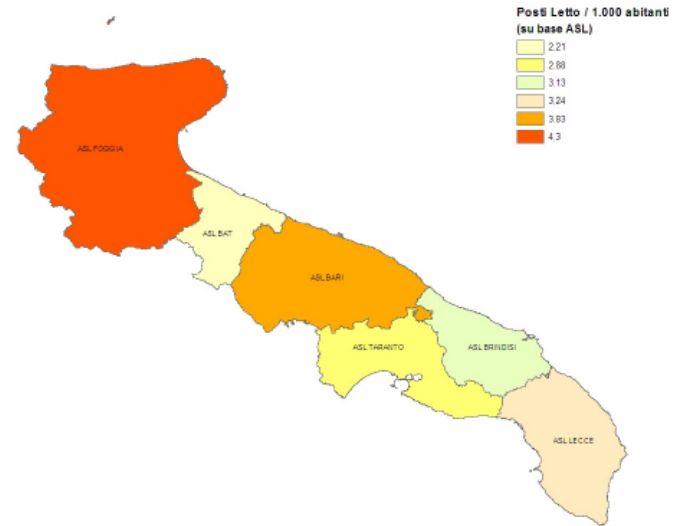 Posti Letto / 1.000 abitanti
(su base ASL)
2.21
2.88
3.13
3.24
3.83
4.3
ASL FOGGIA
ASL BAT
ASL BARI
ASL TARANTO
ASL BRINDISI
ASL LECCE